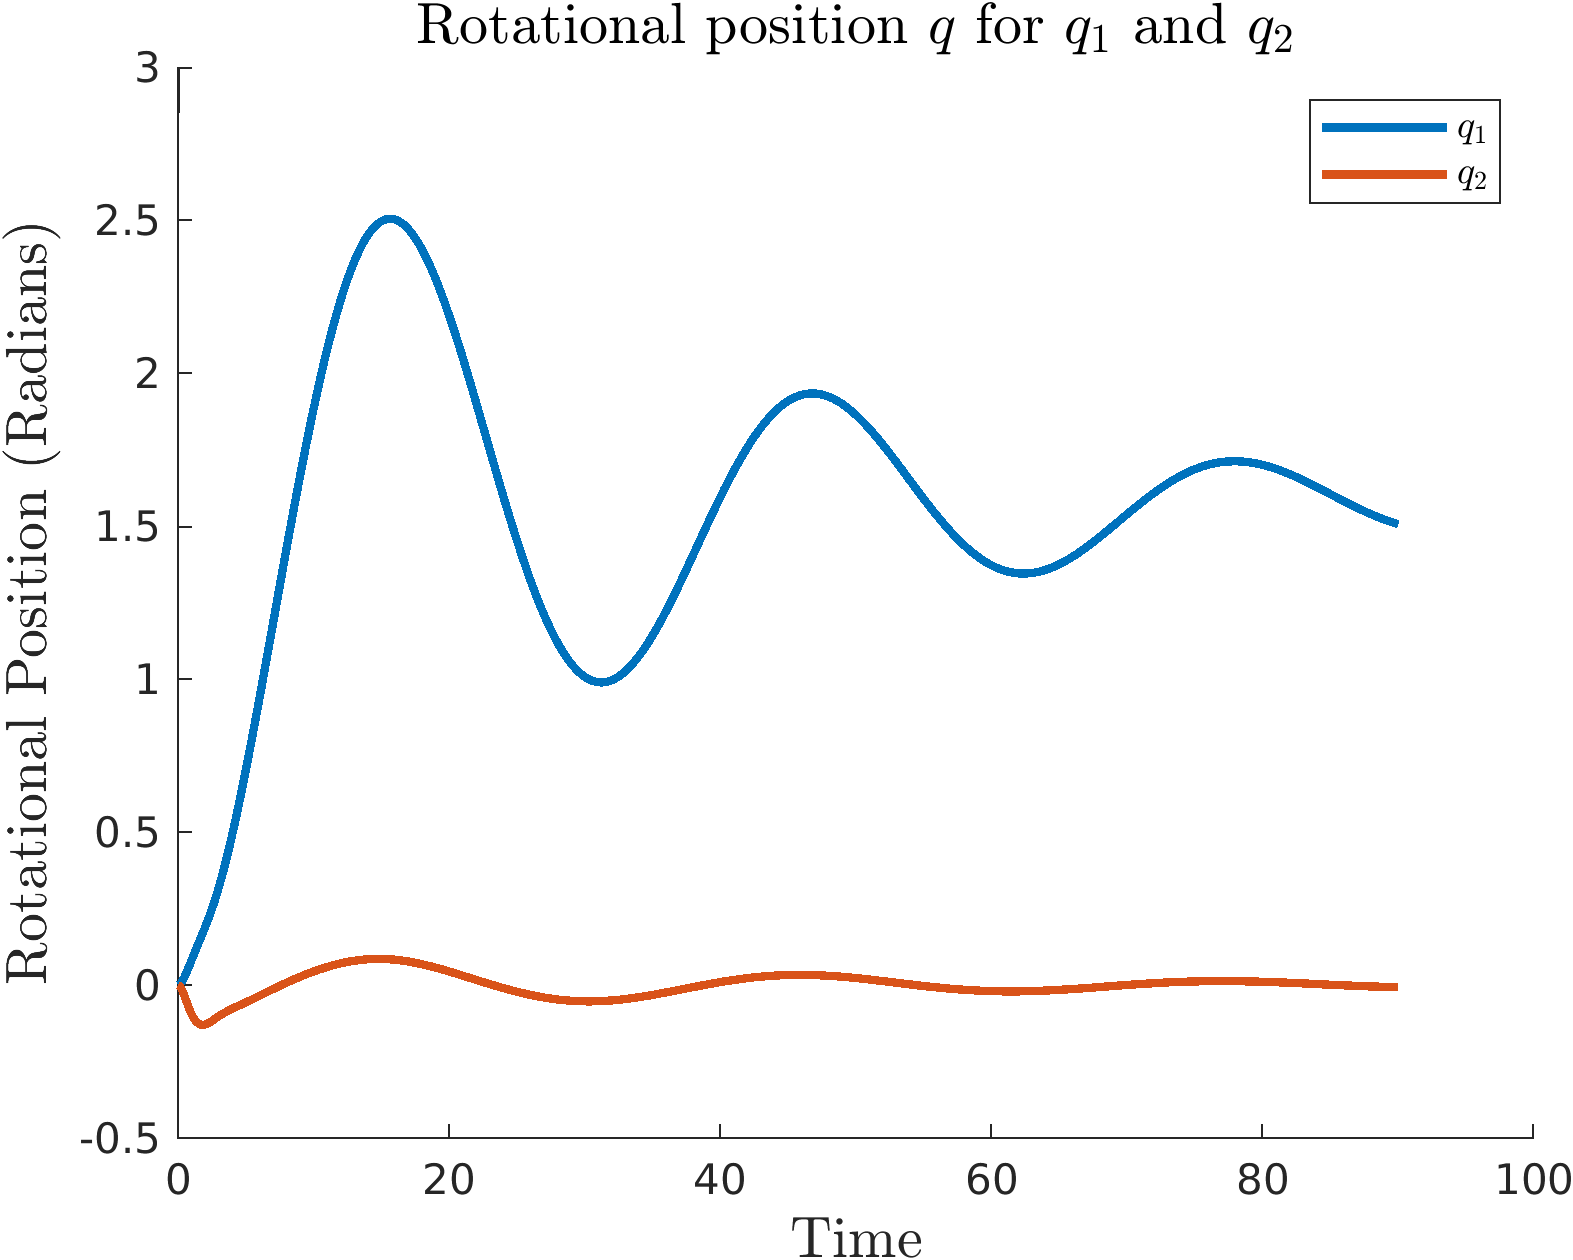 Rotational position q for q₁ and q₂
q₁
q₂
Rotational Position (Radians)
3
2.5
2
1.5
1
0.5
0
-0.5
0 20 40 60 80 100
Time